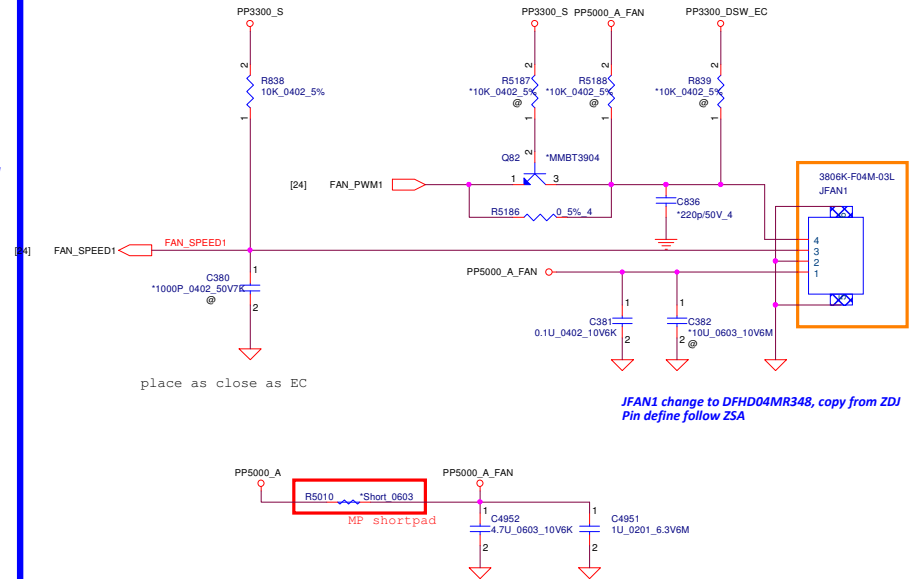 PP3300_S
PP3300_S
PP5000_A_FAN
PP3300_DSW_EC
2
R838
10K_0402_5%
1
2
R5187
*10K_0402_5%
@
1
2
R5188
*10K_0402_5%
@
1
2
R839
*10K_0402_5%
@
1
Q82
2
*MMBT3904
[24]
FAN_PWM1
1
3
R5186
0_5%_4
C836
*220p/50V_4
3806K-F04M-03L
JFAN1
4
3
2
1
FAN_SPEED1
FAN_SPEED1
C380
*1000P_0402_50V7K
@
1
2
PP5000_A_FAN
1
C381
0.1U_0402_10V6K
2
1
C382
*10U_0603_10V6M
2
@
place as close as EC
JFAN1 change to DFHD04MR348, copy from ZDJ
Pin define follow ZSA
PP5000_A
PP5000_A_FAN
R5010
*Short_0603
MP shortpad
1
C4952
4.7U_0603_10V6K
2
1
C4951
1U_0201_6.3V6M
2